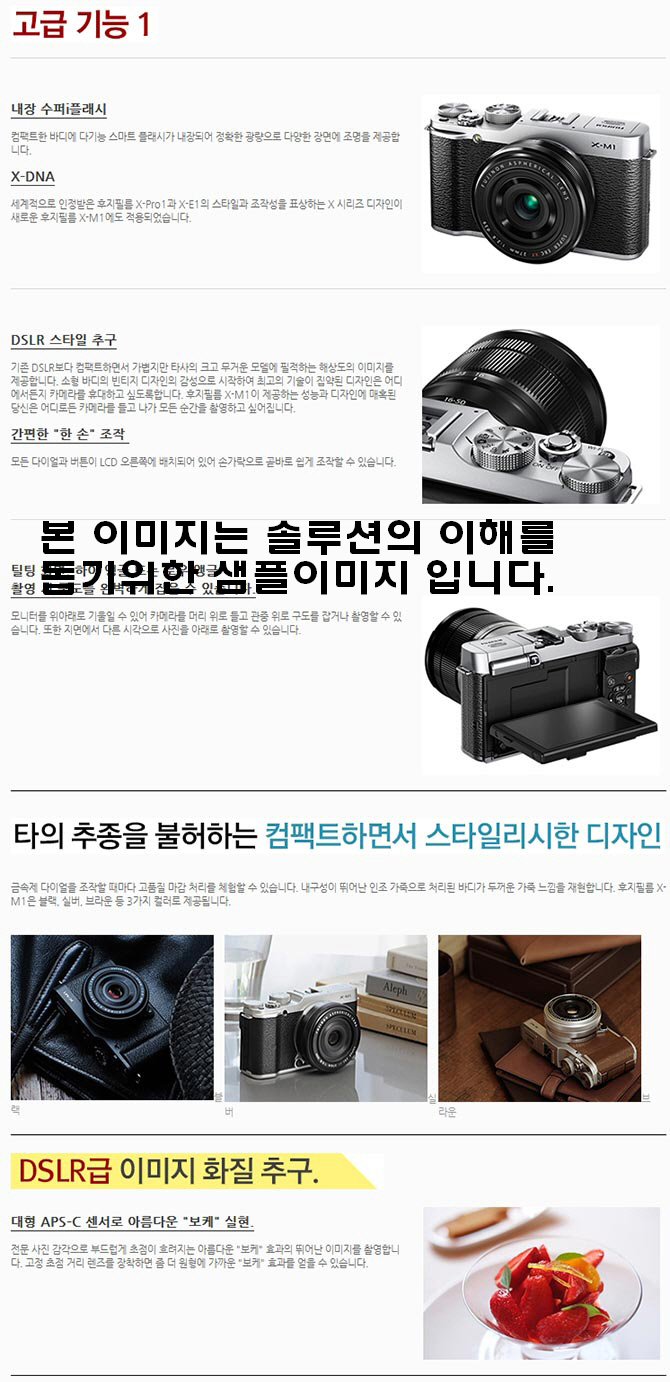 고급 기능 1
내장 수퍼i플래시
컴팩트한 바디에 다기능 스마트 플래시가 내장되어 정확한 광량으로 다양한 장면에 조명을 제공합
니다.
X-DNA
세계적으로 인정받은 후지필름 X-Pro1과 X-E1의 스타일과 조작성을 표상하는 X 시리즈 디자인이
새로운 후지필름 X-M1에도 적용되었습니다.
FUJINON ASPHERICAL LENS
X-M1
DSLR 스타일 추구
기존 DSLR보다 컴팩트하면서 가볍지만 타사의 크고 무거운 모델에 필적하는 해상도의 이미지를
제공합니다. 소형 바디의 빈티지 디자인의 감성으로 시작하여 최고의 기술이 집약된 디자인은 어디
에서든지 카메라를 휴대하고 싶도록합니다. 후지필름 X-M1이 제공하는 성능과 디자인에 매혹된
당신은 어디로든 카메라를 들고 나가 모든 순간을 촬영하고 싶어집니다.
간편한 "한 손" 조작
모든 다이얼과 버튼이 LCD 오른쪽에 배치되어 있어 손가락으로 곧바로 쉽게 조작할 수 있습니다.
16-50
ON OFF
본 이미지는 솔루션의 이해를
돕기위한 샘플이미지 입니다.
틸팅
촬영
모니터를 위아래로 기울일 수 있어 카메라를 머리 위로 들고 관중 위로 구도를 잡거나 촬영할 수 있
습니다. 또한 지면에서 다른 시각으로 사진을 아래로 촬영할 수 있습니다.
타의 추종을 불허하는 컴팩트하면서 스타일리시한 디자인
금속제 다이얼을 조작할 때마다 고품질 마감 처리를 체험할 수 있습니다. 내구성이 뛰어난 인조 가죽으로 처리된 바디가 두꺼운 가죽 느낌을 재현합니다. 후지필름 X-
M1은 블랙, 실버, 브라운 등 3가지 컬러로 제공됩니다.
Aleph
SPECULUM
블
랙
실
버
브
라운
DSLR급 이미지 화질 추구.
대형 APS-C 센서로 아름다운 "보케" 실현.
전문 사진 감각으로 부드럽게 초점이 흐려지는 아름다운 "보케" 효과의 뛰어난 이미지를 촬영합니
다. 고정 초점 거리 렌즈를 장착하면 좀 더 원형에 가까운 "보케" 효과를 얻을 수 있습니다.